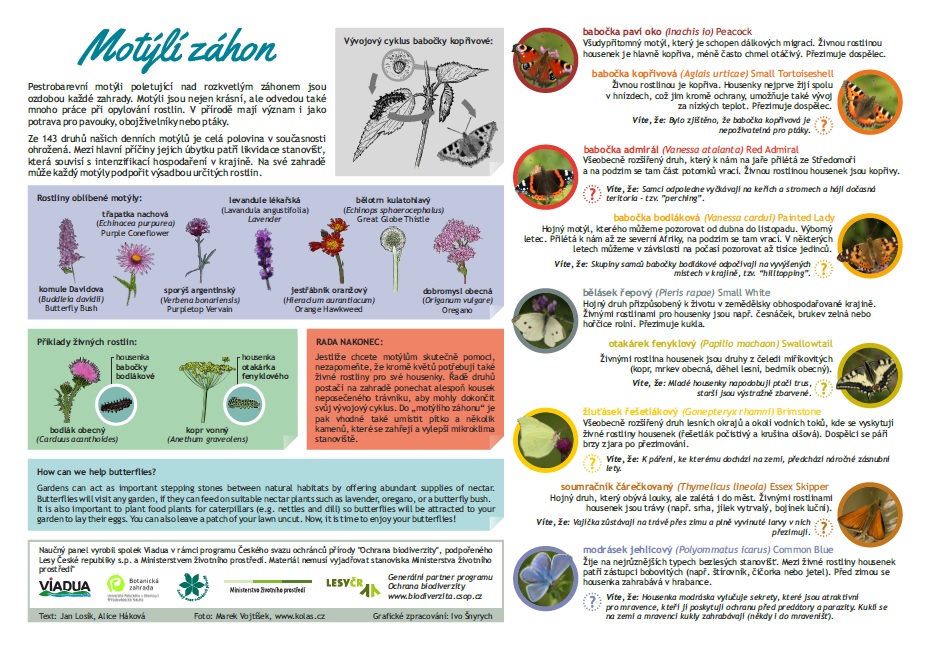 Motýlí záhon
Pestrobarevní motýli poletující nad rozkvetlým záhonem jsou
ozdobou každé zahrady. Motýli jsou nejen krásní, ale odvedou také
mnoho práce při opylování rostlin. V přírodě mají význam i jako
potrava pro pavouky, obojživelníky nebo ptáky.
Ze 143 druhů našich denních motýlů je celá polovina v současnosti
ohrožená. Mezi hlavní příčiny jejich úbytku patří likvidace stanovišť,
která souvisí s intenzifikací hospodaření v krajině. Na své zahradě
může každý motýly podpořit výsadbou určitých rostlin.
Vývojový cyklus babočky kopřivové:
Rostliny oblíbené motýly:
komule Davidova
(Buddleia davidii)
Butterfly Bush
třapatka nachová
(Echinacea purpurea)
Purple Coneflower
sporýš argentinský
(Verbena bonariensis)
Purpletop Vervain
levandule lékařská
(Lavandula angustifolia)
Lavender
jestřábník oranžový
(Hieracium aurantiacum)
Orange Hawkweed
bělotrn kulatohlavý
(Echinops sphaerocephalus)
Great Globe Thistle
dobromysl obecná
(Origanum vulgare)
Oregano
Příklady živných rostlin:
housenka
babočky
bodlákové
bodlák obecný
(Carduus acanthoides)
housenka
otakárka
fenyklového
kopr vonný
(Anethum graveolens)
RADA NAKONEC:
Jestliže chcete motýlům skutečně pomoci,
nezapomeňte, že kromě květů potřebují také
živné rostliny pro své housenky. Řadě druhů
postačí na zahradě ponechat alespoň kousek
neposečeného trávníku, aby mohly dokončit
svůj vývojový cyklus. Do „motýlího záhonu“ je
pak vhodné také umístit pítko a několik
kamenů, které se zahřejí a vylepší mikroklima
stanoviště.
How can we help butterflies?
Gardens can act as important stepping stones between natural habitats by offering abundant supplies of nectar.
Butterflies will visit any garden, if they can feed on suitable nectar plants such as lavender, oregano, or a butterfly bush.
It is also important to plant food plants for caterpillars (e.g. nettles and dill) so butterflies will be attracted to your
garden to lay their eggs. You can also leave a patch of your lawn uncut. Now, it is time to enjoy your butterflies!
Naučný panel vyrobil spolek Viadua v rámci programu Českého svazu ochránců přírody "Ochrana biodiverzity", podpořeného
Lesy České republiky s.p. a Ministerstvem životního prostředí. Materiál nemusí vyjadřovat stanoviska Ministerstva životního
prostředí"
VIADUA
Botanická
zahrada
Ministerstvo životního prostředí
LESY ČR
Generální partner programu
Ochrana biodiverzity
www.biodiverzita.csop.cz
Text: Jan Losík, Alice Háková
Foto: Marek Vojtíšek, www.kolas.cz
Grafické zpracování: Ivo Šnyrych
babočka paví oko (Inachis io) Peacock
Všudypřítomný motýl, který je schopen dálkových migrací. Živnou rostlinou
housenek je hlavně kopřiva, méně často chmel otáčivý. Přezimuje dospělec.
babočka kopřivová (Aglais urticae) Small Tortoiseshell
Živnou rostlinou je kopřiva. Housenky nejprve žijí spolu
v hnízdech, což jim kromě ochrany, umožňuje také vývoj
za nízkých teplot. Přezimuje dospělec.
Víte, že: Bylo zjištěno, že babočka kopřivová je
nepoživatelná pro ptáky.
?
babočka admirál (Vanessa atalanta) Red Admiral
Všeobecně rozšířený druh, který k nám na jaře přilétá ze Středomoří
a na podzim se tam část potomků vrací. Živnou rostlinou housenek jsou kopřivy.
?
Víte, že: Samci odpoledne vyčkávají na keřích a stromech a hájí dočasná
teritoria - tzv. "perching".
babočka bodláková (Vanessa cardui) Painted Lady
Hojný motýl, kterého můžeme pozorovat od dubna do listopadu. Výborný
letec. Přilétá k nám až ze severní Afriky, na podzim se tam vrací. V některých
letech můžeme v závislosti na počasí pozorovat až tisíce jedinců.
Víte, že: Skupiny samců babočky bodlákové odpočívají na vyvýšených
místech v krajině, tzv. "hilltopping".
?
bělásek řepový (Pieris rapae) Small White
Hojný druh přizpůsobený k životu v zemědělsky obhospodařované krajině.
Živnými rostlinami pro housenky jsou např. česnáček, brukev zelná nebo
hořčice rolní. Přezimuje kukla.
otakárek fenyklový (Papilio machaon) Swallowtail
Živnými rostlina housenek jsou druhy z čeledi miříkovitých
(kopr, mrkev obecná, děhel lesní, bedrník obecný).
Víte, že: Mladé housenky napodobují ptačí trus,
starší jsou výstražně zbarvené.
?
žluťásek řešetlákový (Gonepteryx rhamni) Brimstone
Všeobecně rozšířený druh lesních okrajů a okolí vodních toků, kde se vyskytují
živné rostliny housenek (řešetlák počistivý a krušina olšová). Dospělci se páří
brzy zjara po přezimování.
?
Víte, že: K páření, ke kterému dochází na zemi, předchází náročné zásnubní
lety.
soumračník čárečkovaný (Thymelicus lineola) Essex Skipper
Hojný druh, který obývá louky, ale zalétá i do měst. Živnými rostlinami
housenek jsou trávy (např. srha, jílek vytrvalý, bojínek luční).
Víte, že: Vajíčka zůstávají na trávě přes zimu a plně vyvinuté larvy v nich
přezimují.
?
modrásek jehlicový (Polyommatus icarus) Common Blue
Žije na nejrůznějších typech bezlesých stanovišť. Mezi živné rostliny housenek
patří zástupci bobovitých (např. štírovník, čičorka nebo jetel). Před zimou se
housenka zahrabává v hrabance.
?
Víte, že: Housenka modráska vylučuje sekrety, které jsou atraktivní
pro mravence, kteří ji poskytují ochranu před predátory a parazity. Kuklí se
na zemi a mravenci kukly zahrabávají (někdy i do mraveniště).